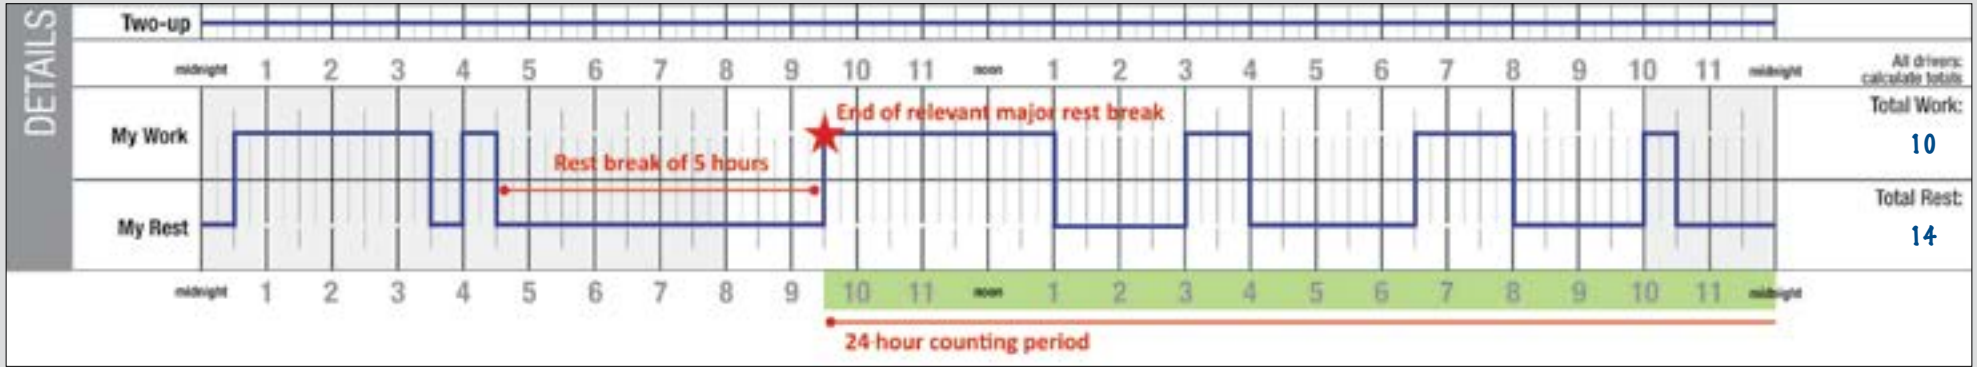 DETAILS
Two-up
midnight 1 2 3 4 5 6 7 8 9 10 11 noon 1 2 3 4 5 6 7 8 9 10 11 midnight
All drivers:
calculate totals
My Work
End of relevant major rest break
Total Work:
10
Rest break of 5 hours
My Rest
Total Rest:
14
midnight 1 2 3 4 5 6 7 8 9 10 11 noon 1 2 3 4 5 6 7 8 9 10 11 midnight
24-hour counting period